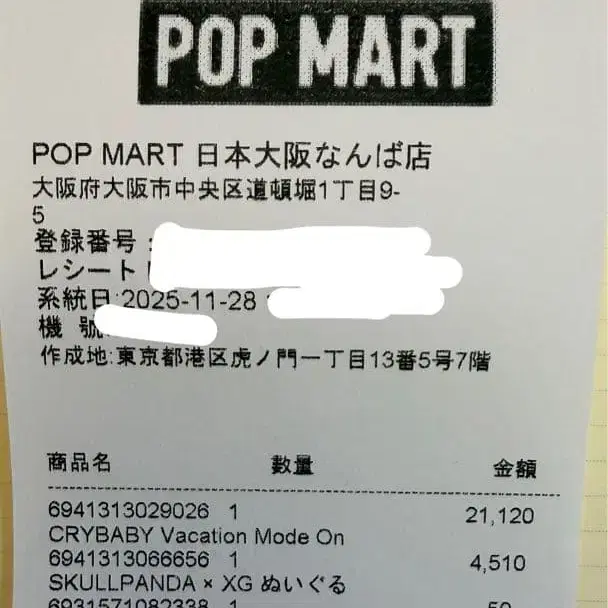 POP MART
POP MART 日本大阪なんば店
大阪府大阪市中央区道頓堀1丁目9-
5
登録番号:
レシート
系統日:2025-11-28
機 號:
作成地:東京都港区虎ノ門一丁目13番5号7階
商品名 數量 金額
6941313029026 1 21,120
CRYBABY Vacation Mode On
6941313066656 1 4,510
SKULLPANDA × XG ぬいぐる
6931571082338 1 50